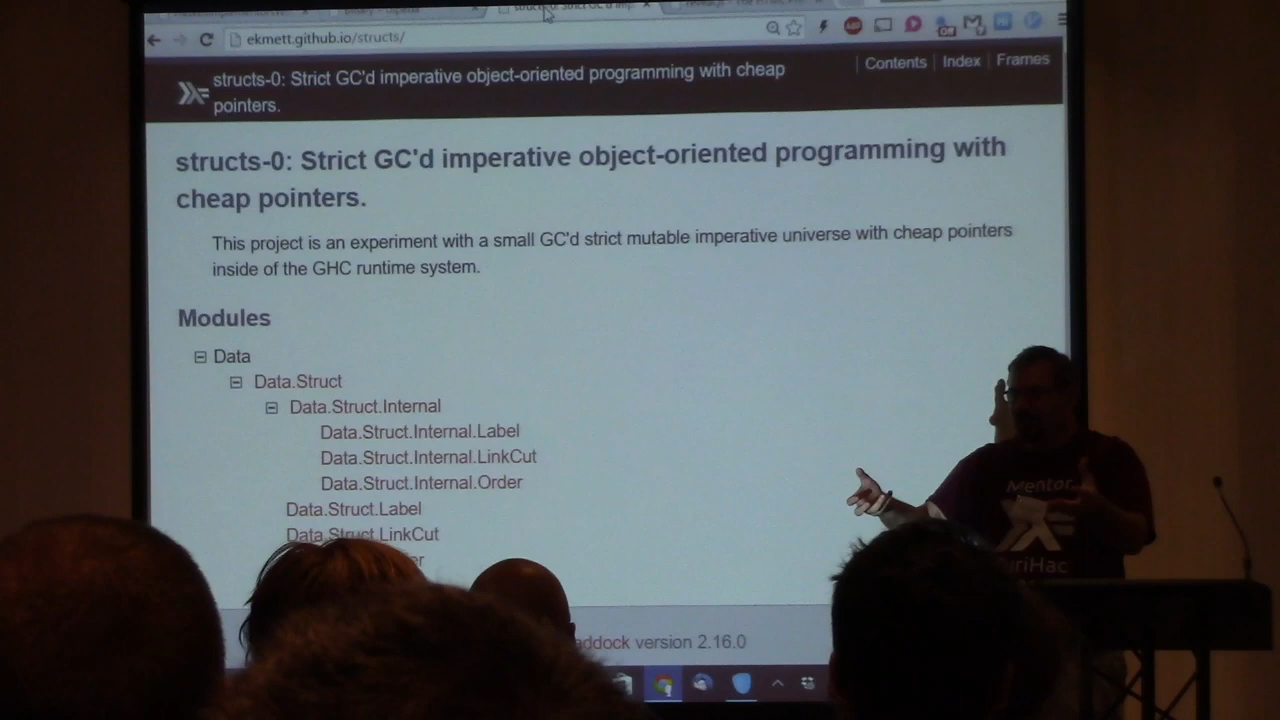 ekmett.github.io/structs/
structs-0: Strict GC'd imperative object-oriented programming with cheap
pointers.
Contents
Index
Frames
structs-0: Strict GC'd imperative object-oriented programming with
cheap pointers.
This project is an experiment with a small GC'd strict mutable imperative universe with cheap pointers
inside of the GHC runtime system.
Modules
Data
Data.Struct
Data.Struct.Internal
Data.Struct.Internal.Label
Data.Struct.Internal.LinkCut
Data.Struct.Internal.Order
Data.Struct.Label
Data.Struct.LinkCut
addock version 2.16.0
Mentor
uriHac